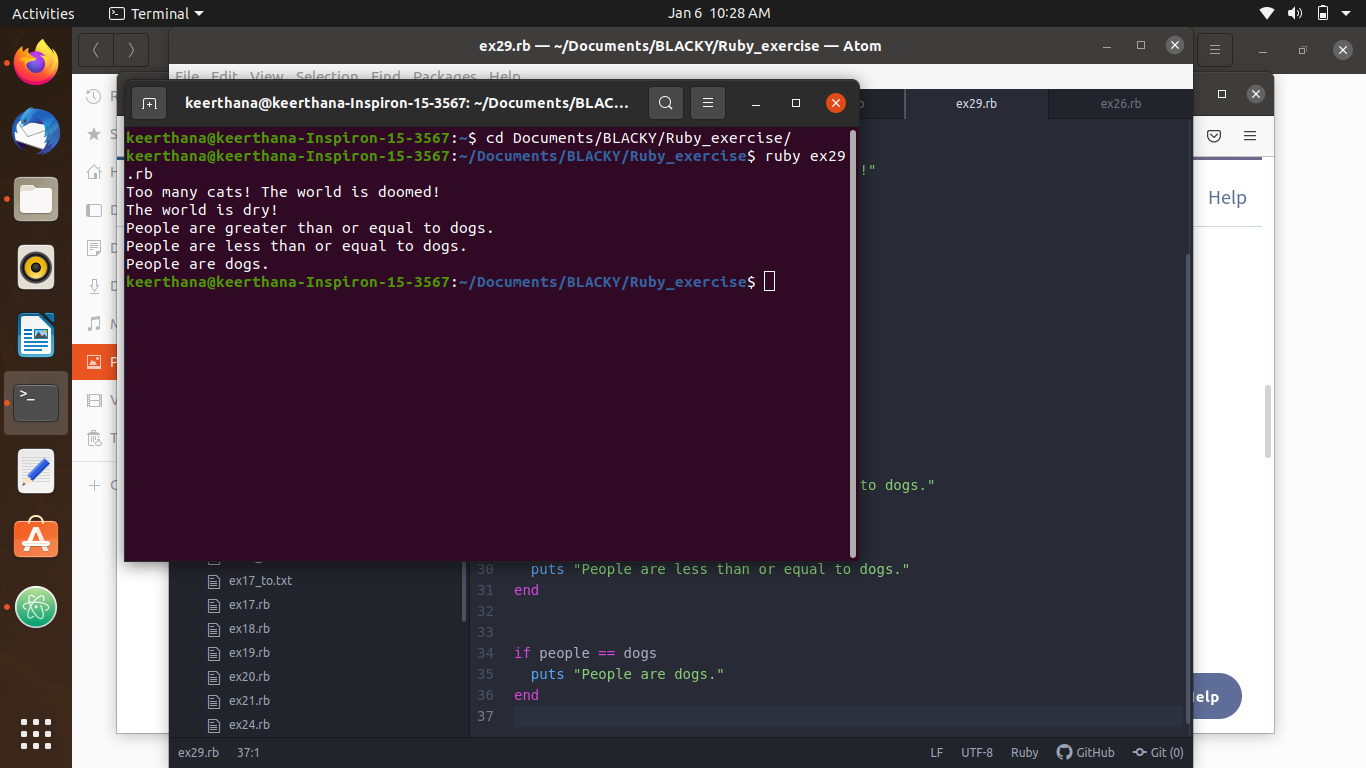 Activities
Terminal
Jan 6 10:28 AM
ex29.rb — ~/Documents/BLACKY/Ruby_exercise — Atom
File Edit View Selection Find Packages Help
keerthana@keerthana-Inspiron-15-3567: ~/Documents/BLAC...
ex29.rb
ex26.rb
keerthana@keerthana-Inspiron-15-3567:~$ cd Documents/BLACKY/Ruby_exercise/
keerthana@keerthana-Inspiron-15-3567:~/Documents/BLACKY/Ruby_exercise$ ruby ex29
.rb
Too many cats! The world is doomed!
The world is dry!
People are greater than or equal to dogs.
People are less than or equal to dogs.
People are dogs.
keerthana@keerthana-Inspiron-15-3567:~/Documents/BLACKY/Ruby_exercise$
!"
Help
to dogs."
30 puts "People are less than or equal to dogs."
31 end
32
33
34 if people == dogs
35 puts "People are dogs."
36 end
37
ex17_to.txt
ex17.rb
ex18.rb
ex19.rb
ex20.rb
ex21.rb
ex24.rb
elp
ex29.rb 37:1
LF UTF-8 Ruby GitHub Git (0)